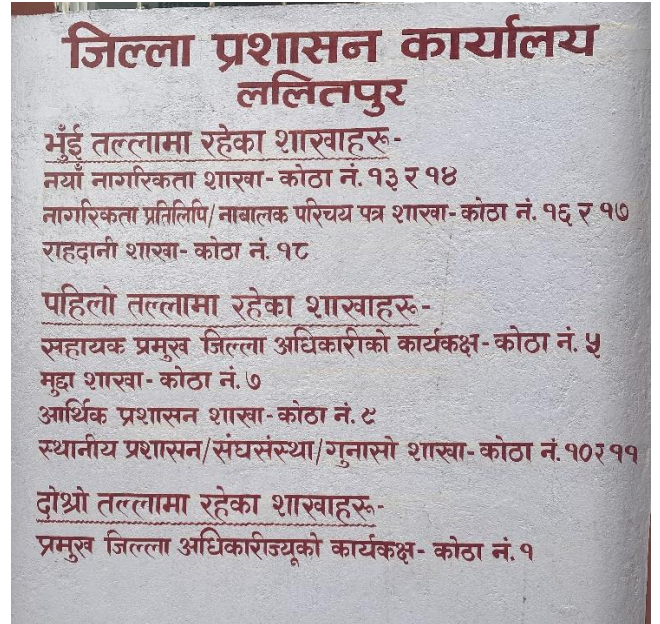 जिल्ला प्रशासन कार्यालय
ललितपुर
भुँई तल्लामा रहेका शाखाहरू-
नयाँ नागरिकता शाखा- कोठा नं. १३ र १४
नागरिकता प्रतिलिपि/नाबालक परिचय पत्र शाखा- कोठा नं. १६ र १७
राहदानी शाखा- कोठा नं. १८
पहिलो तल्लामा रहेका शाखाहरू-
सहायक प्रमुख जिल्ला अधिकारीको कार्यकक्ष- कोठा नं. ५
मुद्दा शाखा- कोठा नं. ७
आर्थिक प्रशासन शाखा- कोठा नं. ९
स्थानीय प्रशासन/संघसंस्था/गुनासो शाखा- कोठा नं. १० र ११
दोश्रो तल्लामा रहेका शाखाहरू-
प्रमुख जिल्ला अधिकारीज्यूको कार्यकक्ष- कोठा नं. १